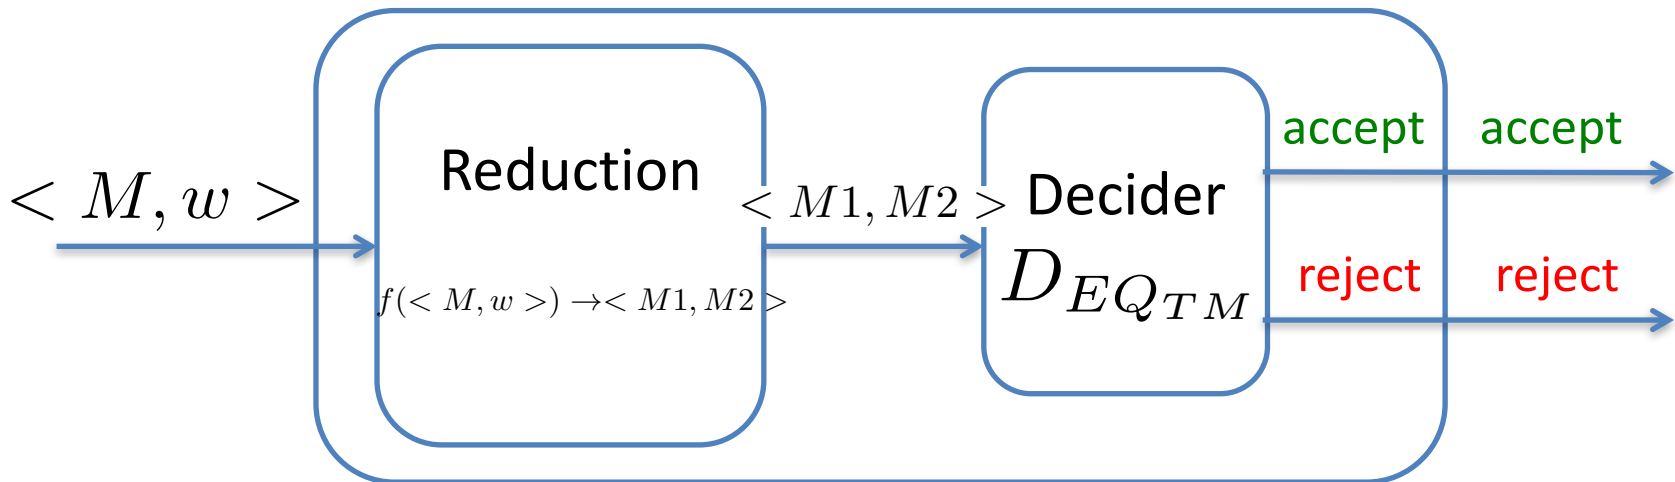 < M, w >
Reduction
f(< M, w >) →< M1, M2 >
< M1, M2 >
Decider
D_{EQ_{TM}}
accept
accept
reject
reject